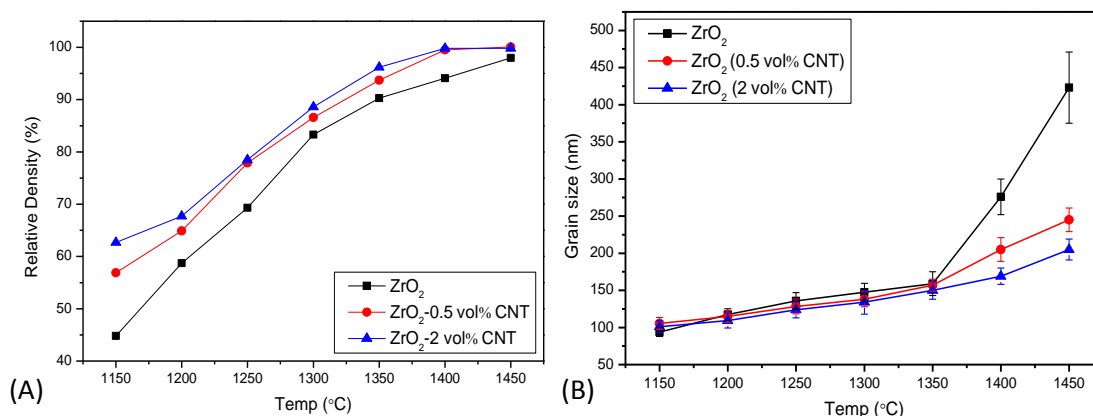 100
90
80
70
60
50
40
Relative Density (%)
ZrO₂
ZrO₂-0.5 vol% CNT
ZrO₂-2 vol% CNT
1150 1200 1250 1300 1350 1400 1450
Temp (°C)
(A)
500
450
400
350
300
250
200
150
100
50
Grain size (nm)
ZrO₂
ZrO₂ (0.5 vol% CNT)
ZrO₂ (2 vol% CNT)
1150 1200 1250 1300 1350 1400 1450
Temp (°C)
(B)